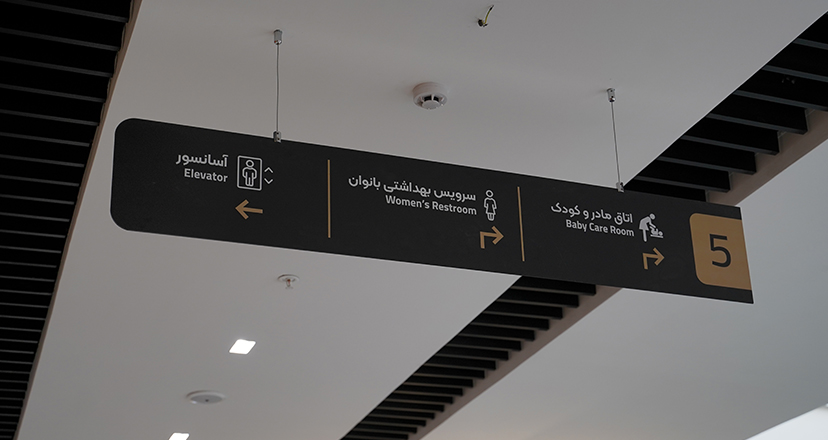 آسانسور
Elevator
سرویس بهداشتی بانوان
Women's Restroom
اتاق مادر و کودک
Baby Care Room
5